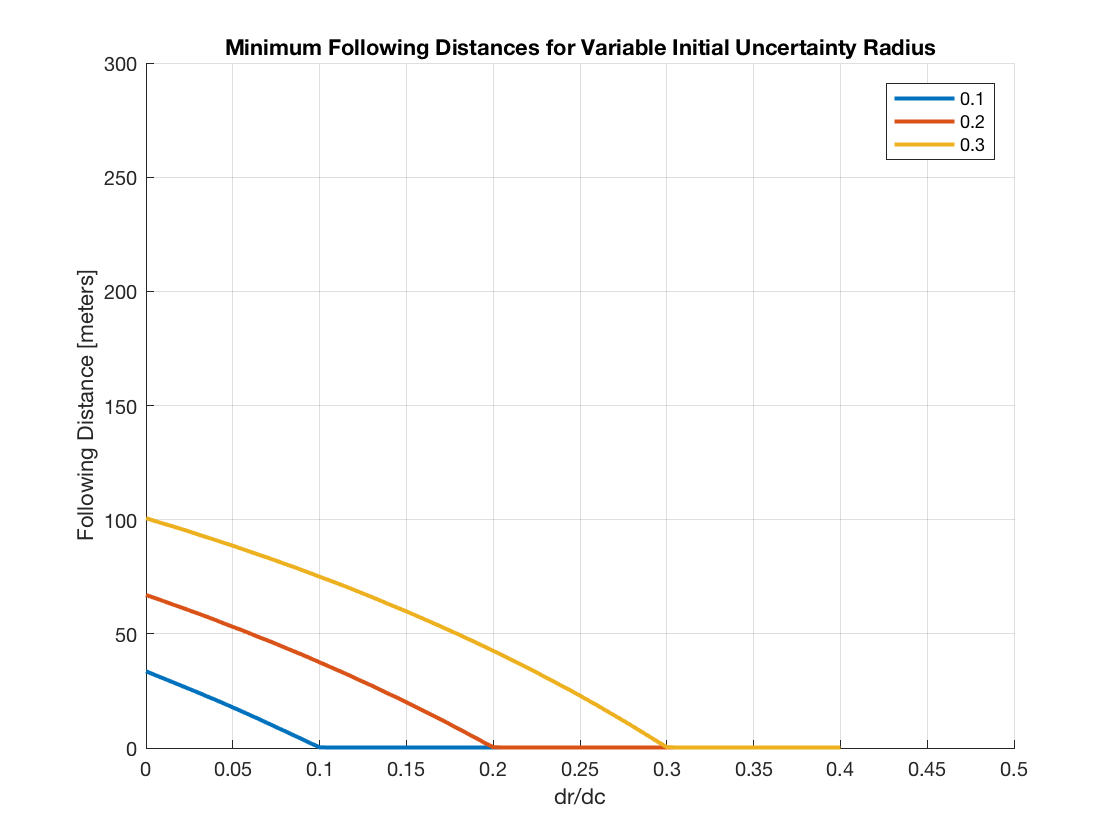 Minimum Following Distances for Variable Initial Uncertainty Radius
0.1
0.2
0.3
Following Distance [meters]
300
250
200
150
100
50
0
0 0.05 0.1 0.15 0.2 0.25 0.3 0.35 0.4 0.45 0.5
dr/dc